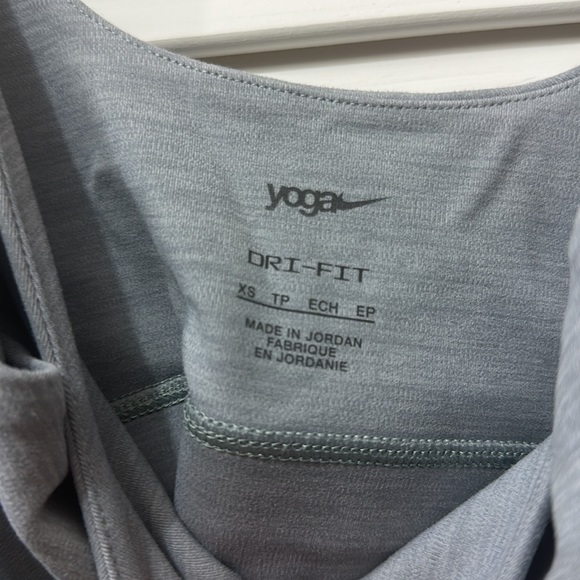 yoga
DRI-FIT
XS TP ECH EP
MADE IN JORDAN
FABRIQUE
EN JORDANIE